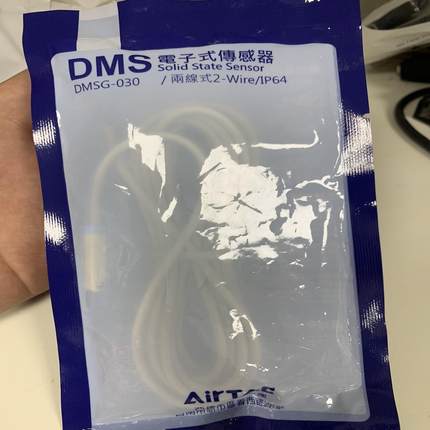 DMS 電子式傳感器
Solid State Sensor
DMSG-030 / 兩線式2-Wire/IP64
AirTAC